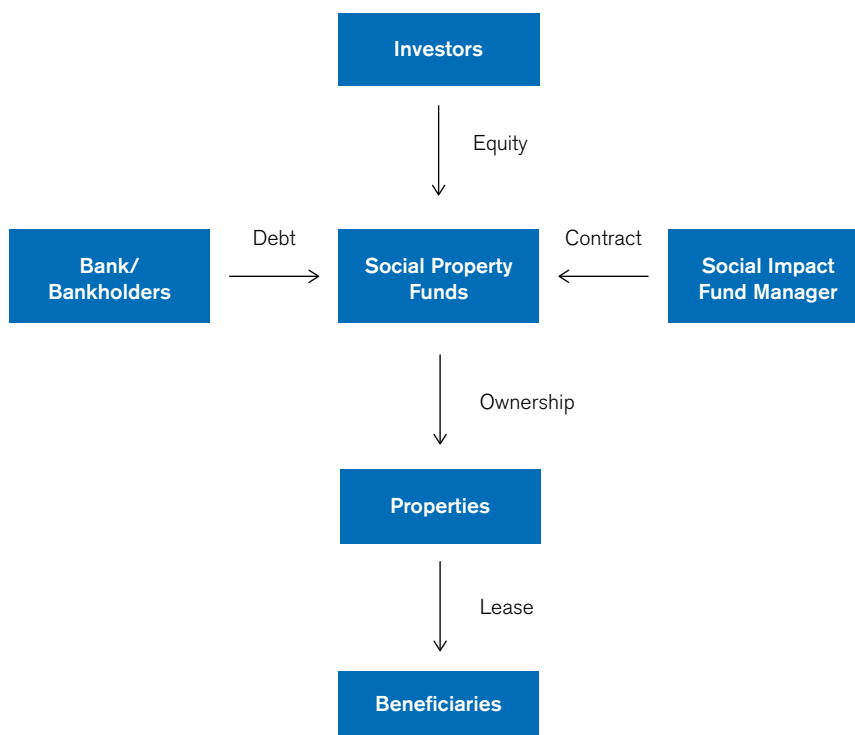 Investors
Equity
Debt
Contract
Bank/
Bankholders
Social Property
Funds
Social Impact
Fund Manager
Ownership
Properties
Lease
Beneficiaries